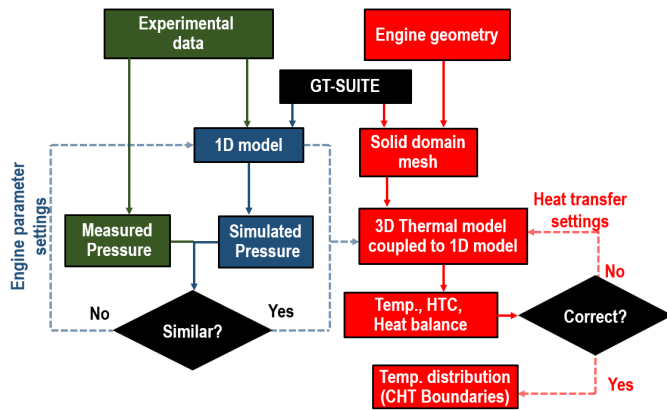 Experimental
data
Engine geometry
GT-SUITE
1D model
Solid domain
mesh
Engine parameter
settings
Heat transfer
settings
Measured
Pressure
Simulated
Pressure
3D Thermal model
coupled to 1D model
No
Yes
Similar?
Temp., HTC,
Heat balance
No
Correct?
Temp. distribution
(CHT Boundaries)
Yes